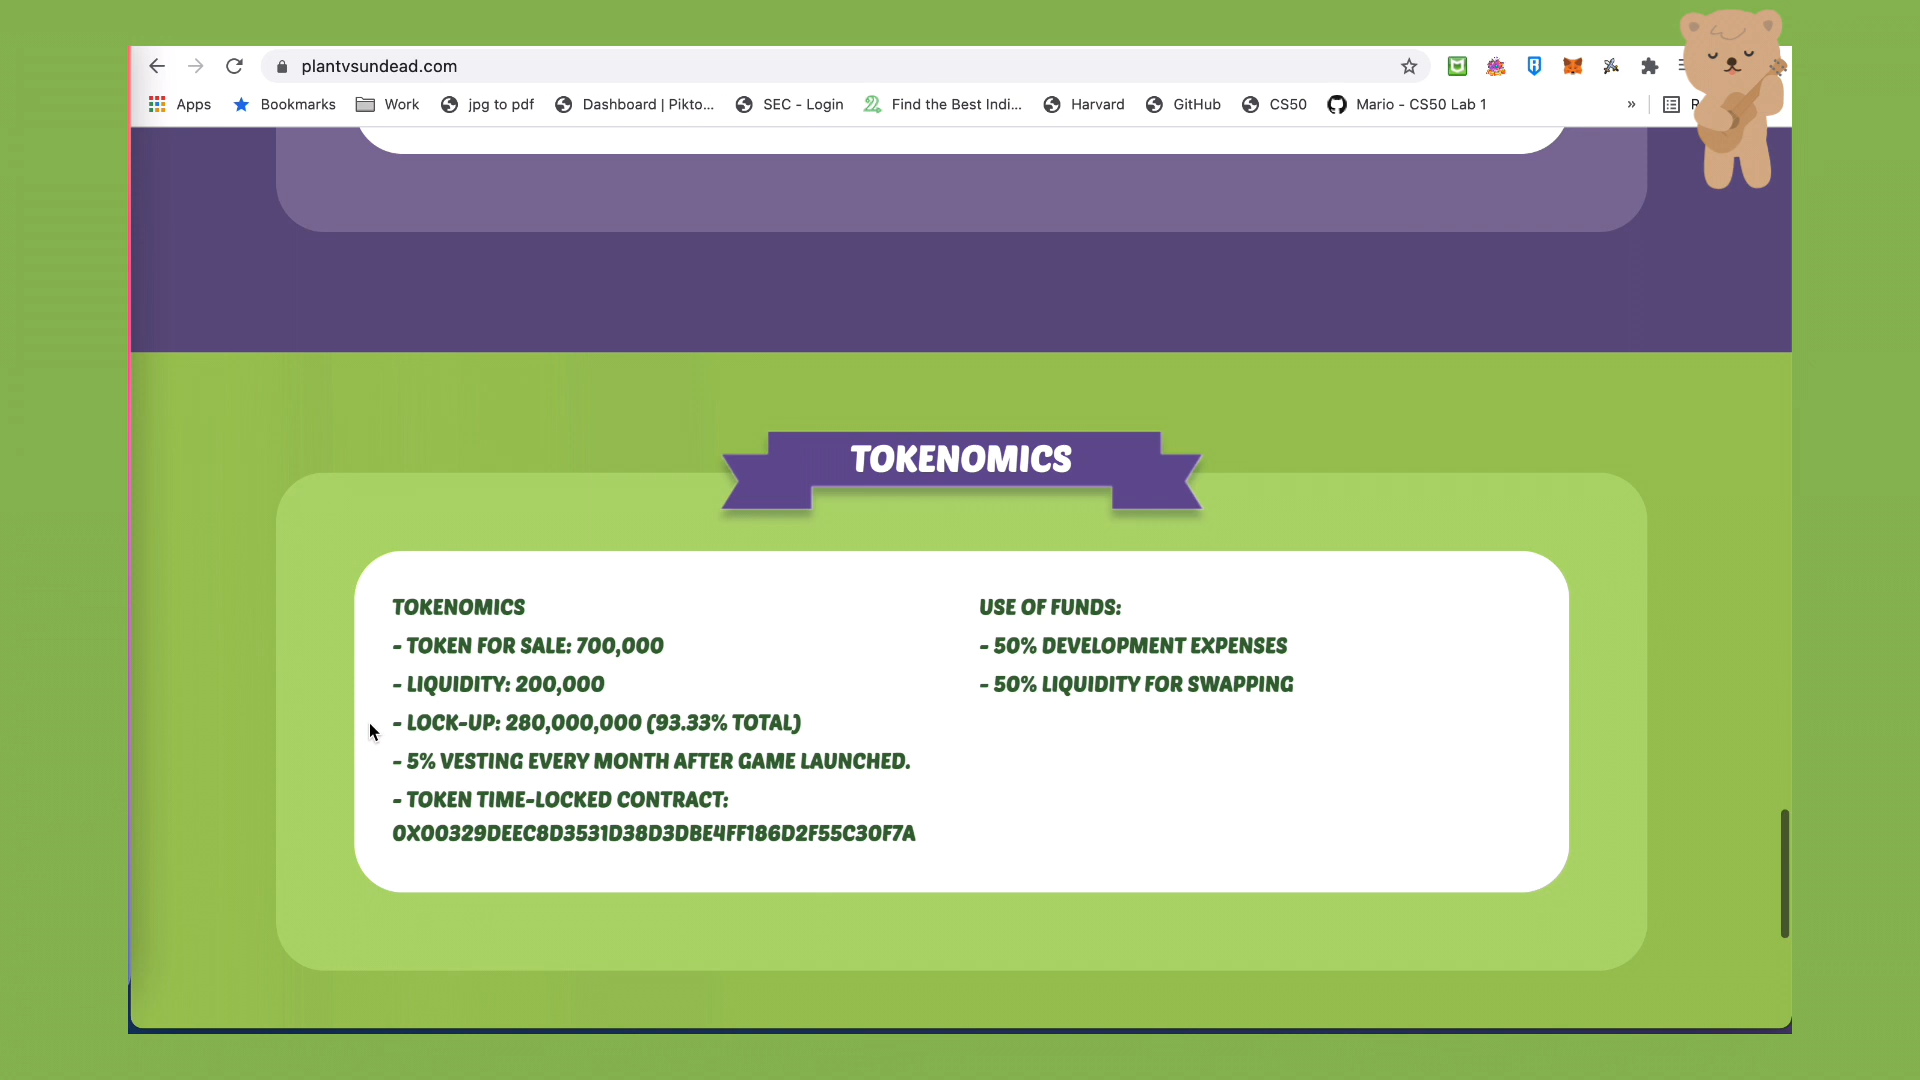 plantvsundead.com
Apps Bookmarks Work jpg to pdf Dashboard | Pikto... SEC - Login Find the Best Indi... Harvard GitHub CS50 Mario - CS50 Lab 1 »
TOKENOMICS
TOKENOMICS
- TOKEN FOR SALE: 700,000
- LIQUIDITY: 200,000
- LOCK-UP: 280,000,000 (93.33% TOTAL)
- 5% VESTING EVERY MONTH AFTER GAME LAUNCHED.
- TOKEN TIME-LOCKED CONTRACT:
0X00329DEEC8D3531D38D3DBE4FF186D2F55C30F7A
USE OF FUNDS:
- 50% DEVELOPMENT EXPENSES
- 50% LIQUIDITY FOR SWAPPING